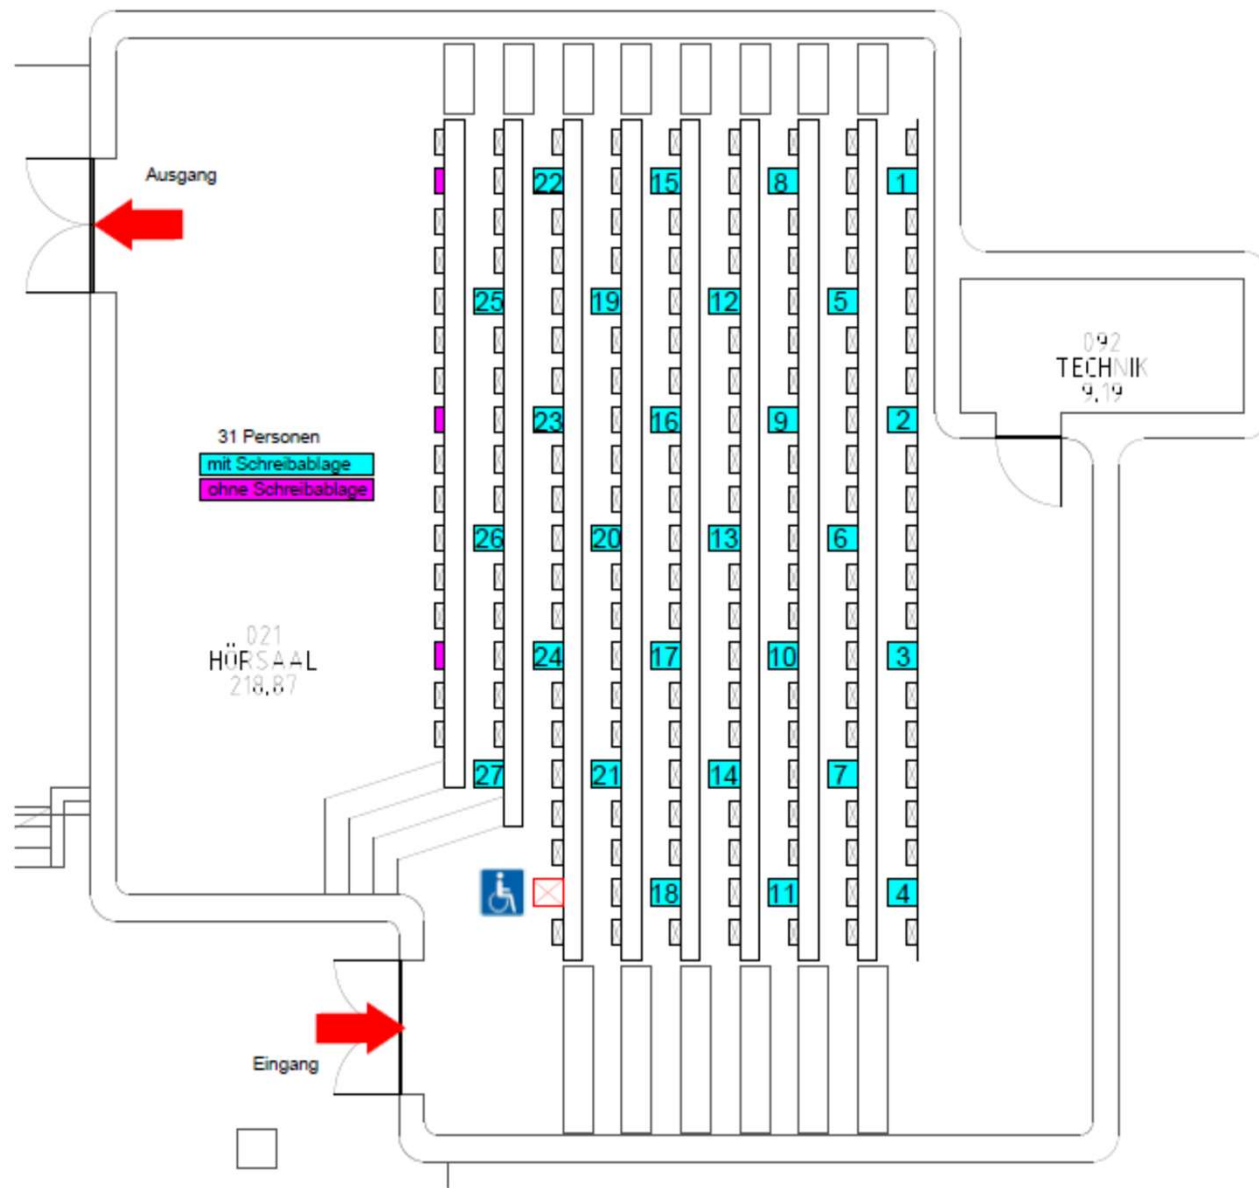 Ausgang
22 15 8 1
25 19 12 5
092
TECHNIK
9.19
23 16 9 2
31 Personen
mit Schreibablage
ohne Schreibablage
26 20 13 6
021
HÖRSAAL
218.87
24 17 10 3
27 21 14 7
18 11 4
Eingang